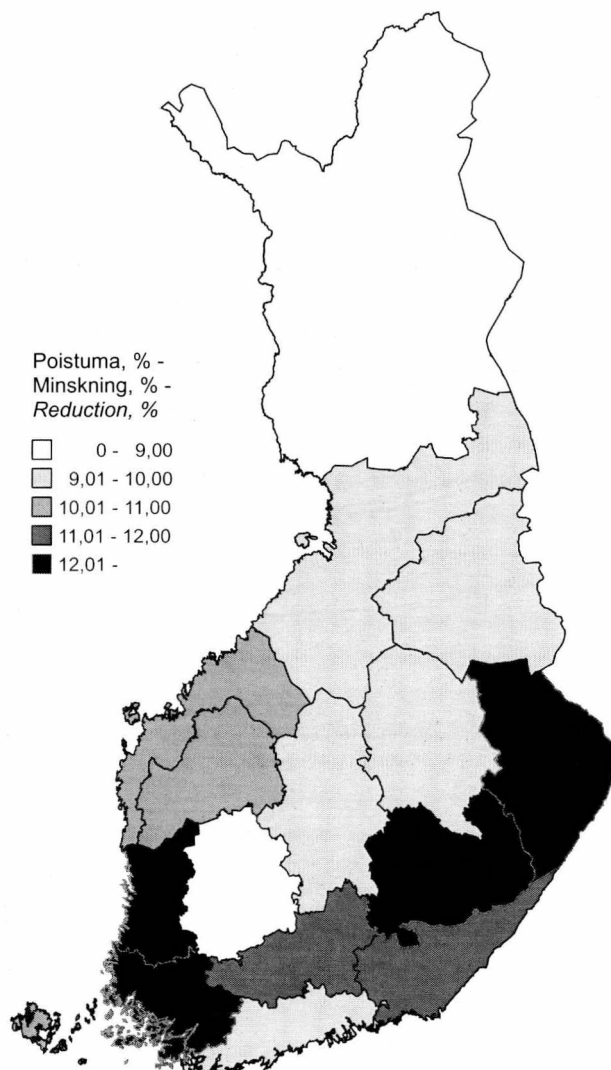 Poistuma, % -
Minskning, % -
Reduction, %
0 - 9,00
9,01 - 10,00
10,01 - 11,00
11,01 - 12,00
12,01 -